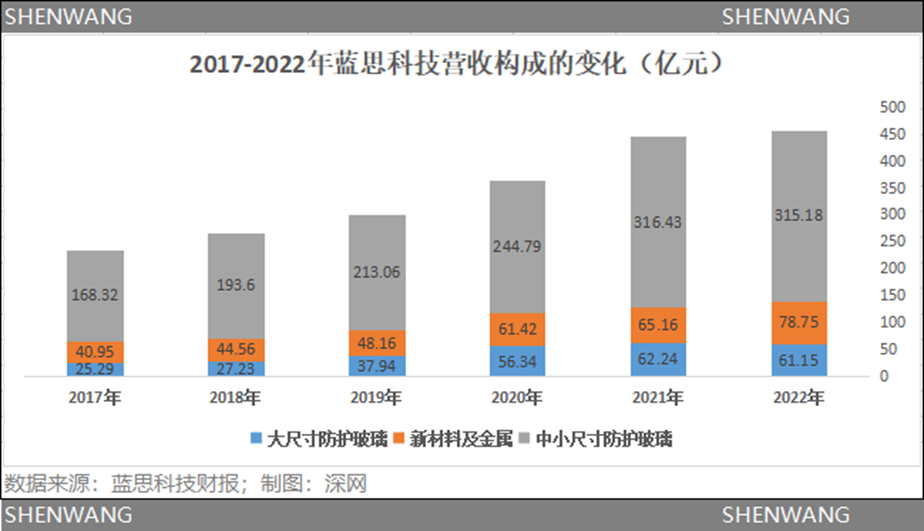 SHENWANG SHENWANG
2017-2022年蓝思科技营收构成的变化（亿元）
500
450
400
350
300
250
200
150
100
50
0
168.32 193.6 213.06 244.79 316.43 315.18
40.95 44.56 48.16 61.42 65.16 78.75
25.29 27.23 37.94 56.34 62.24 61.15
2017年 2018年 2019年 2020年 2021年 2022年
大尺寸防护玻璃 新材料及金属 中小尺寸防护玻璃
数据来源：蓝思科技财报；制图：深网
SHENWANG SHENWANG